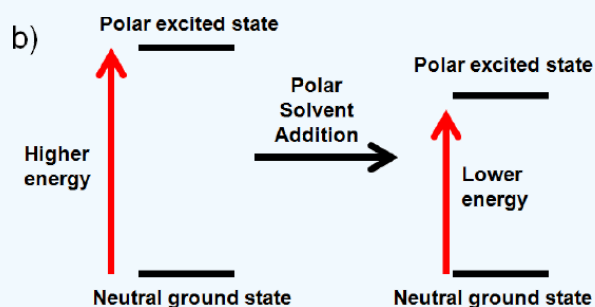 b)
Polar excited state
Higher
energy
Neutral ground state
Polar
Solvent
Addition
Polar excited state
Lower
energy
Neutral ground state